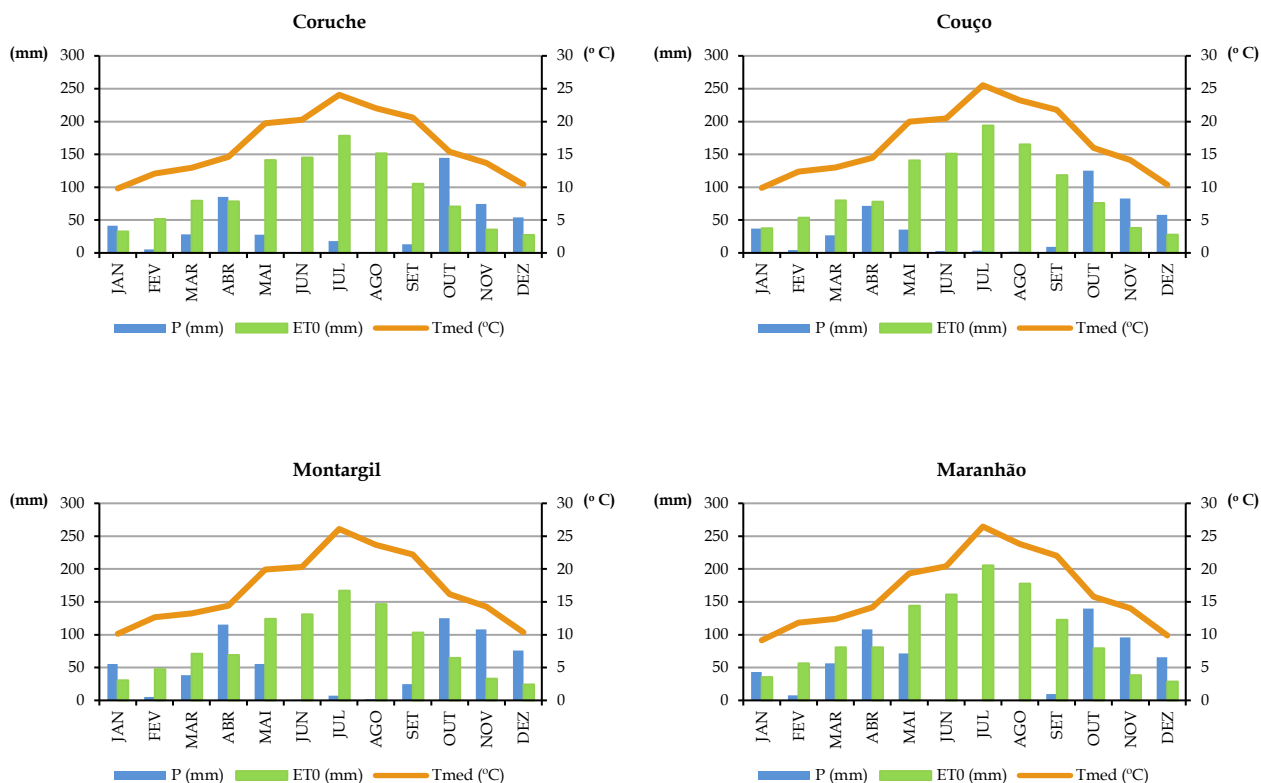 Coruche
(mm)
(º C)
300
250
200
150
100
50
0
30
25
20
15
10
5
0
JAN
FEV
MAR
ABR
MAI
JUN
JUL
AGO
SET
OUT
NOV
DEZ
P (mm) ET0 (mm) Tmed (ºC)
Couço
(mm)
(º C)
300
250
200
150
100
50
0
30
25
20
15
10
5
0
JAN
FEV
MAR
ABR
MAI
JUN
JUL
AGO
SET
OUT
NOV
DEZ
P (mm) ET0 (mm) Tmed (ºC)
Montargil
(mm)
(º C)
300
250
200
150
100
50
0
30
25
20
15
10
5
0
JAN
FEV
MAR
ABR
MAI
JUN
JUL
AGO
SET
OUT
NOV
DEZ
P (mm) ET0 (mm) Tmed (ºC)
Maranhão
(mm)
(º C)
300
250
200
150
100
50
0
30
25
20
15
10
5
0
JAN
FEV
MAR
ABR
MAI
JUN
JUL
AGO
SET
OUT
NOV
DEZ
P (mm) ET0 (mm) Tmed (ºC)